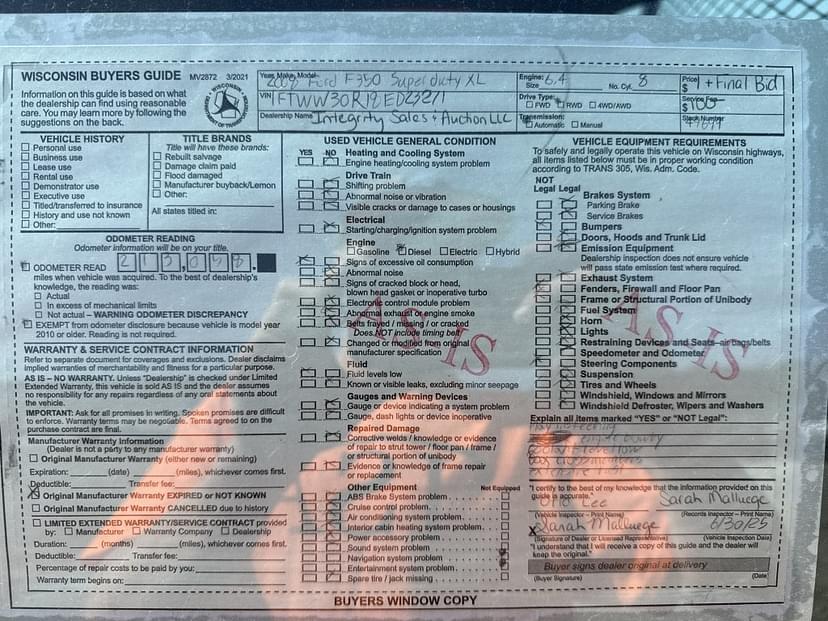 WISCONSIN BUYERS GUIDE MV2872 3/2021
Information on this guide is based on what
the dealership can find using reasonable
care. You may learn more by following the
suggestions on the back.
Year, Make, Model- 2008 Ford F350 Superduty XL
VIN 1FTWW30R18ED23271
Dealership Name Integrity Sales + Auction LLC
Engine: Size 6.4 No. Cyl. 8
Drive Type: FWD RWD 4WD/AWD
Transmission: Automatic Manual
Price $ 1 + Final Bid
Service Fee $ 100
Stock Number
VEHICLE HISTORY
Personal use
Business use
Lease use
Rental use
Demonstrator use
Executive use
Titled/transferred to insurance
History and use not known
Other:
TITLE BRANDS
Title will have these brands:
Rebuilt salvage
Damage claim paid
Flood damaged
Manufacturer buyback/Lemon
Other:
All states titled in:
ODOMETER READING
Odometer information will be on your title.
ODOMETER READ
miles when vehicle was acquired. To the best of dealership's
knowledge, the reading was:
Actual
In excess of mechanical limits
Not actual – WARNING ODOMETER DISCREPANCY
EXEMPT from odometer disclosure because vehicle model year
2010 or older. Reading is not required.
WARRANTY & SERVICE CONTRACT INFORMATION
Refer to separate document for coverages and exclusions. Dealer disclaims
implied warranties of merchantability and fitness for a particular purpose.
AS IS – NO WARRANTY. Unless "Dealership" is checked under Limited
Extended Warranty, this vehicle is sold AS IS and the dealer assumes
no responsibility for any repairs regardless of any oral statements about
the vehicle.
IMPORTANT: Ask for all promises in writing. Spoken promises are difficult
to enforce. Warranty terms may be negotiable. Terms agreed to on the
purchase contract are final.
Manufacturer Warranty Information
(Dealer is not a party to any manufacturer warranty)
Original Manufacturer Warranty (either new or remaining)
Expiration: (date) (miles), whichever comes first.
Deductible: Transfer fee:
Original Manufacturer Warranty EXPIRED or NOT KNOWN
Original Manufacturer Warranty CANCELLED due to history
LIMITED EXTENDED WARRANTY/SERVICE CONTRACT provided
by: Manufacturer Warranty Company Dealership
Duration: (months) (miles), whichever comes first.
Deductible: Transfer fee:
Percentage of repair costs to be paid by you:
Warranty term begins on:
USED VEHICLE GENERAL CONDITION
YES NO
Heating and Cooling System
Engine heating/cooling system problem
Drive Train
Shifting problem
Abnormal noise or vibration
Visible cracks or damage to cases or housings
Electrical
Starting/charging/ignition system problem
Engine
Gasoline Diesel Electric Hybrid
Signs of excessive oil consumption
Abnormal noise
Signs of cracked block or head,
blown head gasket or inoperative turbo
Electronic control module problem
Abnormal exhaust / engine smoke
Belts frayed / missing / or cracked
Does NOT include timing belt
Changed or modified from original
manufacturer specification
Fluid
Fluid levels low
Known or visible leaks, excluding minor seepage
Gauges and Warning Devices
Gauge or device indicating a system problem
Gauge, dash lights or device inoperative
Repaired Damage
Corrective welds / knowledge or evidence
of repair to strut tower / floor pan / frame /
or structural portion of unibody
Evidence or knowledge of frame repair
or replacement
Other Equipment Not Equipped
ABS Brake System problem
Cruise control problem
Air conditioning system problem
Interior cabin heating system problem
Power accessory problem
Sound system problem
Navigation system problem
Entertainment system problem
Spare tire / jack missing
AS IS
VEHICLE EQUIPMENT REQUIREMENTS
To safely and legally operate this vehicle on Wisconsin highways,
all items listed below must be in proper working condition
according to TRANS 305, Wis. Adm. Code.
NOT
Legal Legal
Brakes System
Parking Brake
Service Brakes
Bumpers
Doors, Hoods and Trunk Lid
Emission Equipment
Dealership inspection does not ensure vehicle
will pass state emission test where required.
Exhaust System
Fenders, Firewall and Floor Pan
Frame or Structural Portion of Unibody
Fuel System
Horn
Lights
Restraining Devices and Seats–air bags/belts
Speedometer and Odometer
Steering Components
Suspension
Tires and Wheels
Windshield, Windows and Mirrors
Windshield Defroster, Wipers and Washers
AS IS
Explain all items marked "YES" or "NOT Legal":
"I certify to the best of my knowledge that the information provided on this
guide is accurate."
Lee Sarah Malluege
(Vehicle Inspector – Print Name) (Records Inspector – Print Name)
X Sarah Malluege 6/30/25
(Signature of Dealer or Licensed Representative) (Vehicle Inspection Date)
"I understand that I will receive a copy of this guide and the dealer will
keep the original."
Buyer signs dealer original at delivery
(Buyer Signature) (Date)
BUYERS WINDOW COPY